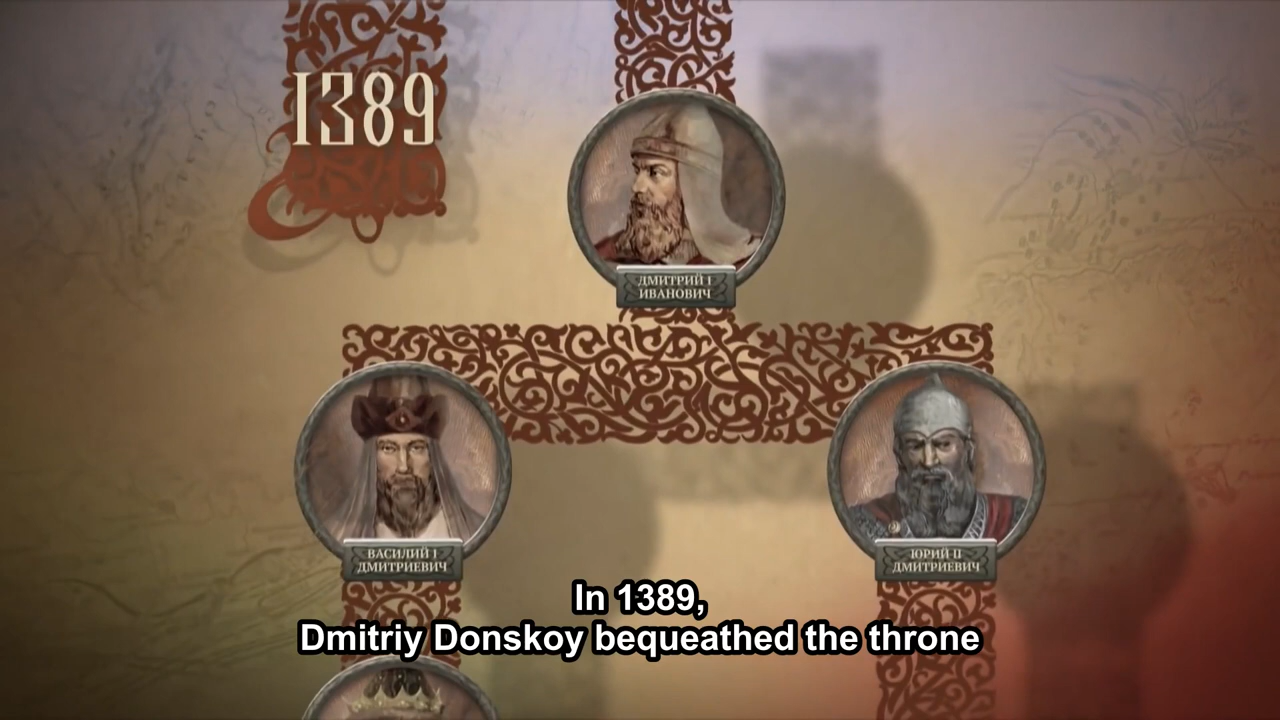 1389
ДМИТРИЙ I
ИВАНОВИЧ
ВАСИЛИЙ I
ДМИТРИЕВИЧ
ЮРИЙ II
ДМИТРИЕВИЧ
In 1389,
Dmitriy Donskoy bequeathed the throne